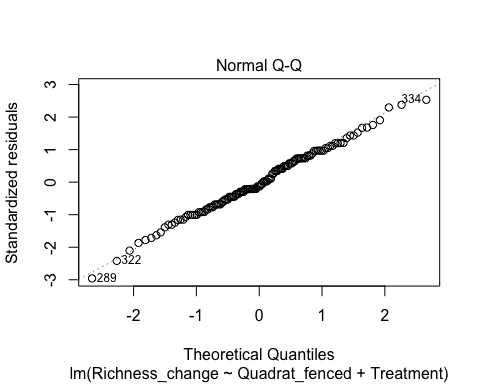 Normal Q-Q
Standardized residuals
3
2
1
0
-1
-2
-3
334
322
289
-2 -1 0 1 2
Theoretical Quantiles
lm(Richness_change ~ Quadrat_fenced + Treatment)